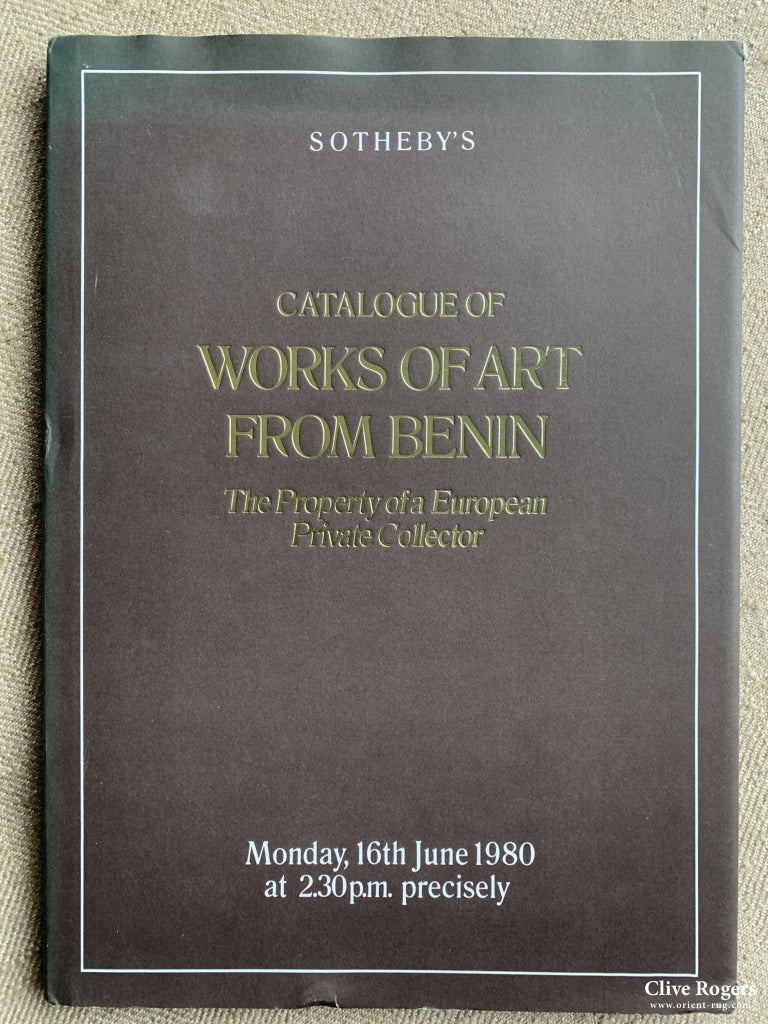 SOTHEBY'S
CATALOGUE OF
WORKS OF ART
FROM BENIN
The Property of a European
Private Collector
Monday, 16th June 1980
at 2.30p.m. precisely
Clive Rogers
www.orient-rug.com